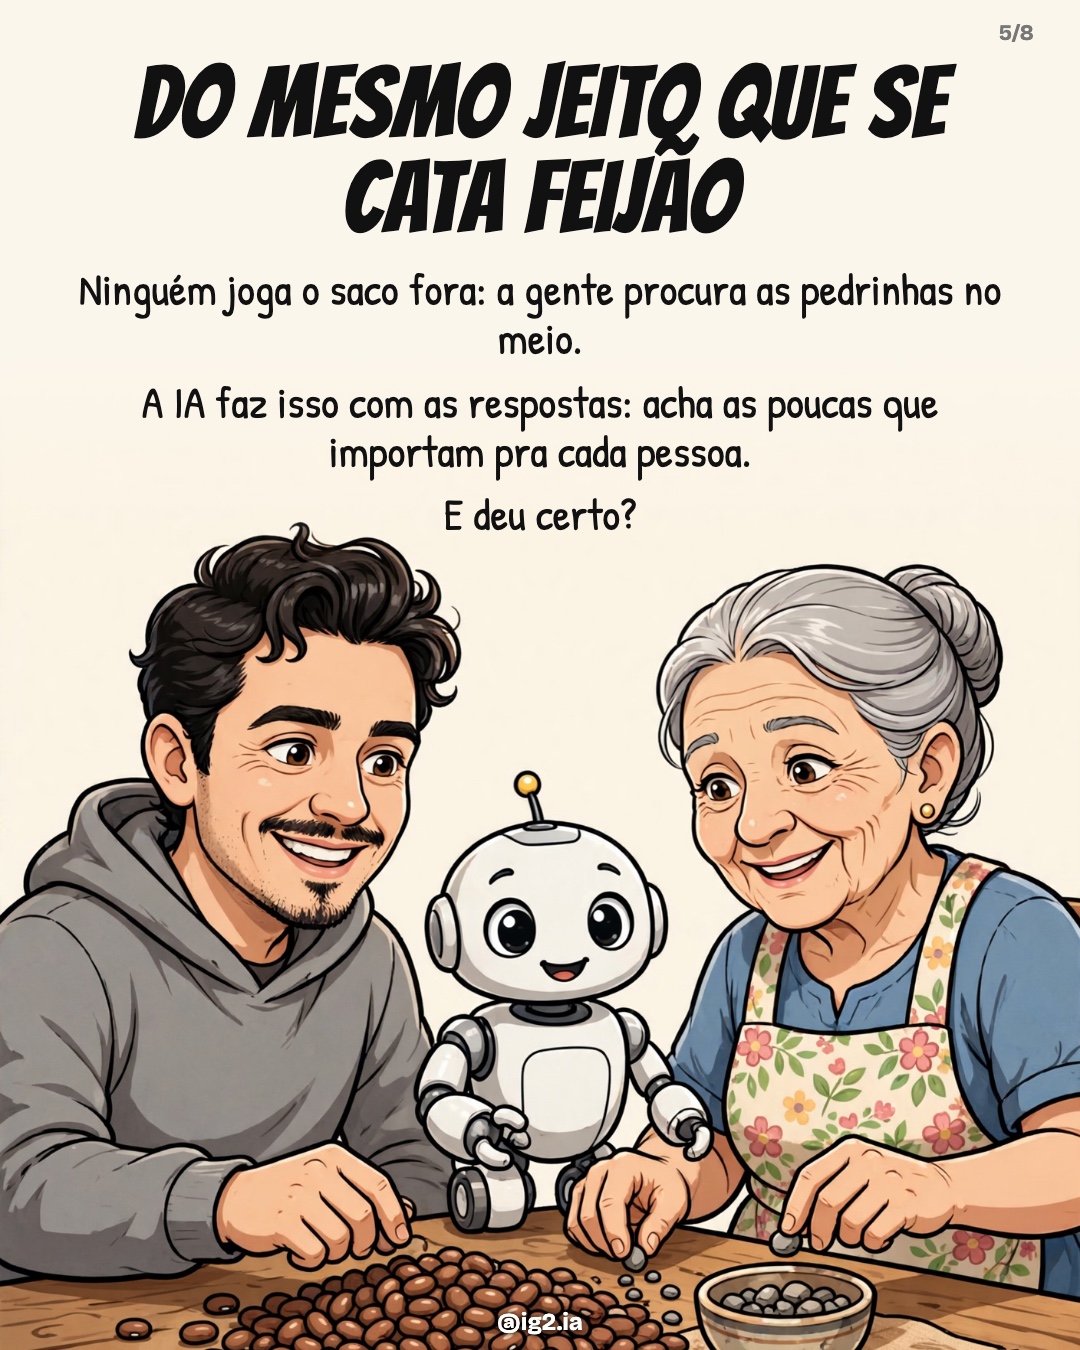 5/8
DO MESMO JEITO QUE SE
CATA FEIJÃO
Ninguém joga o saco fora: a gente procura as pedrinhas no
meio.
A IA faz isso com as respostas: acha as poucas que
importam pra cada pessoa.
E deu certo?
@ig2.ia